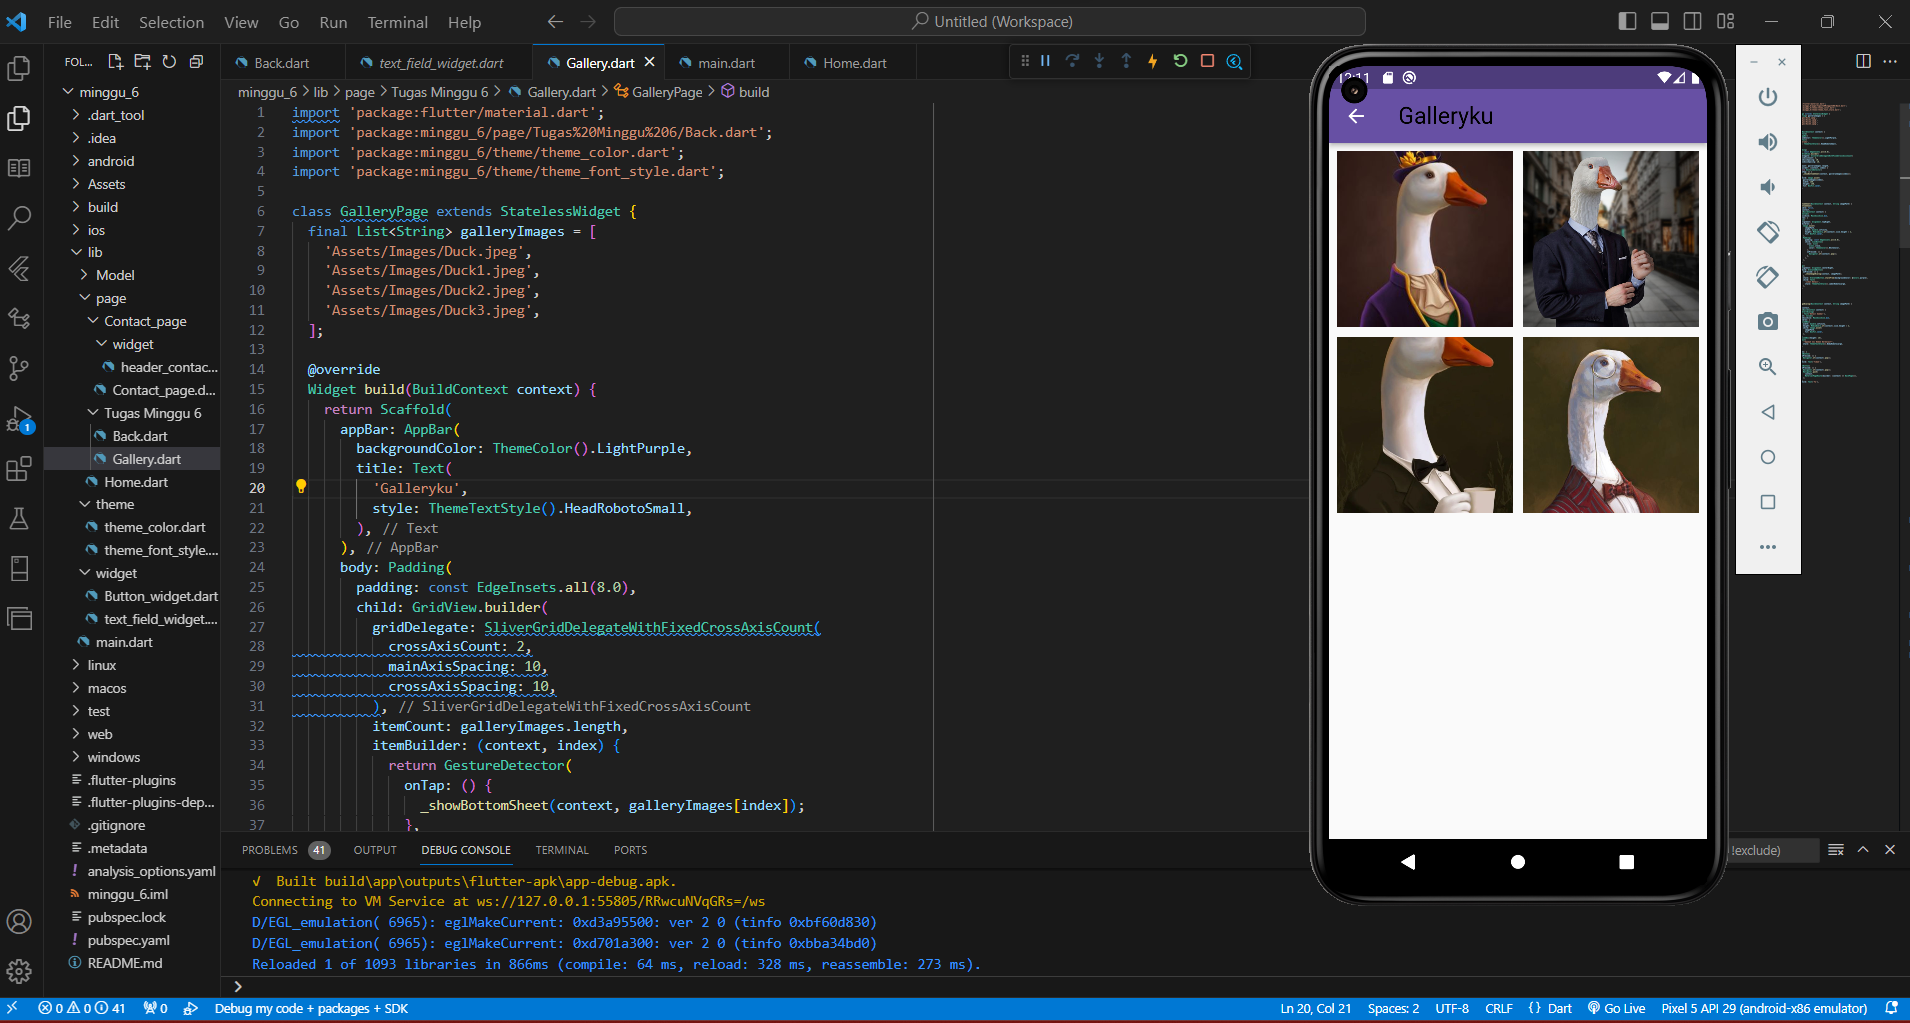 File Edit Selection View Go Run Terminal Help
Untitled (Workspace)
FOL...
minggu_6
.dart_tool
.idea
android
Assets
build
ios
lib
Model
page
Contact_page
widget
header_contac...
Contact_page.d...
Tugas Minggu 6
Back.dart
Gallery.dart
Home.dart
theme
theme_color.dart
theme_font_style....
widget
Button_widget.dart
text_field_widget....
main.dart
linux
macos
test
web
windows
.flutter-plugins
.flutter-plugins-dep...
.gitignore
.metadata
analysis_options.yaml
minggu_6.iml
pubspec.lock
pubspec.yaml
README.md
1
Back.dart text_field_widget.dart Gallery.dart main.dart Home.dart
minggu_6 > lib > page > Tugas Minggu 6 > Gallery.dart > GalleryPage > build
1 import 'package:flutter/material.dart';
2 import 'package:minggu_6/page/Tugas%20Minggu%206/Back.dart';
3 import 'package:minggu_6/theme/theme_color.dart';
4 import 'package:minggu_6/theme/theme_font_style.dart';
5
6 class GalleryPage extends StatelessWidget {
7 final List<String> galleryImages = [
8 'Assets/Images/Duck.jpeg',
9 'Assets/Images/Duck1.jpeg',
10 'Assets/Images/Duck2.jpeg',
11 'Assets/Images/Duck3.jpeg',
12 ];
13
14 @override
15 Widget build(BuildContext context) {
16 return Scaffold(
17 appBar: AppBar(
18 backgroundColor: ThemeColor().LightPurple,
19 title: Text(
20 'Galleryku',
21 style: ThemeTextStyle().HeadRobotoSmall,
22 ), // Text
23 ), // AppBar
24 body: Padding(
25 padding: const EdgeInsets.all(8.0),
26 child: GridView.builder(
27 gridDelegate: SliverGridDelegateWithFixedCrossAxisCount(
28 crossAxisCount: 2,
29 mainAxisSpacing: 10,
30 crossAxisSpacing: 10,
31 ), // SliverGridDelegateWithFixedCrossAxisCount
32 itemCount: galleryImages.length,
33 itemBuilder: (context, index) {
34 return GestureDetector(
35 onTap: () {
36 _showBottomSheet(context, galleryImages[index]);
37 },
Galleryku
PROBLEMS 41 OUTPUT DEBUG CONSOLE TERMINAL PORTS
!exclude)
√ Built build\app\outputs\flutter-apk\app-debug.apk.
Connecting to VM Service at ws://127.0.0.1:55805/RRwcuNVqGRs=/ws
D/EGL_emulation( 6965): eglMakeCurrent: 0xd3a95500: ver 2 0 (tinfo 0xbf60d830)
D/EGL_emulation( 6965): eglMakeCurrent: 0xd701a300: ver 2 0 (tinfo 0xbba34bd0)
Reloaded 1 of 1093 libraries in 866ms (compile: 64 ms, reload: 328 ms, reassemble: 273 ms).
>
0 0 41 0 Debug my code + packages + SDK Ln 20, Col 21 Spaces: 2 UTF-8 CRLF {} Dart Go Live Pixel 5 API 29 (android-x86 emulator)